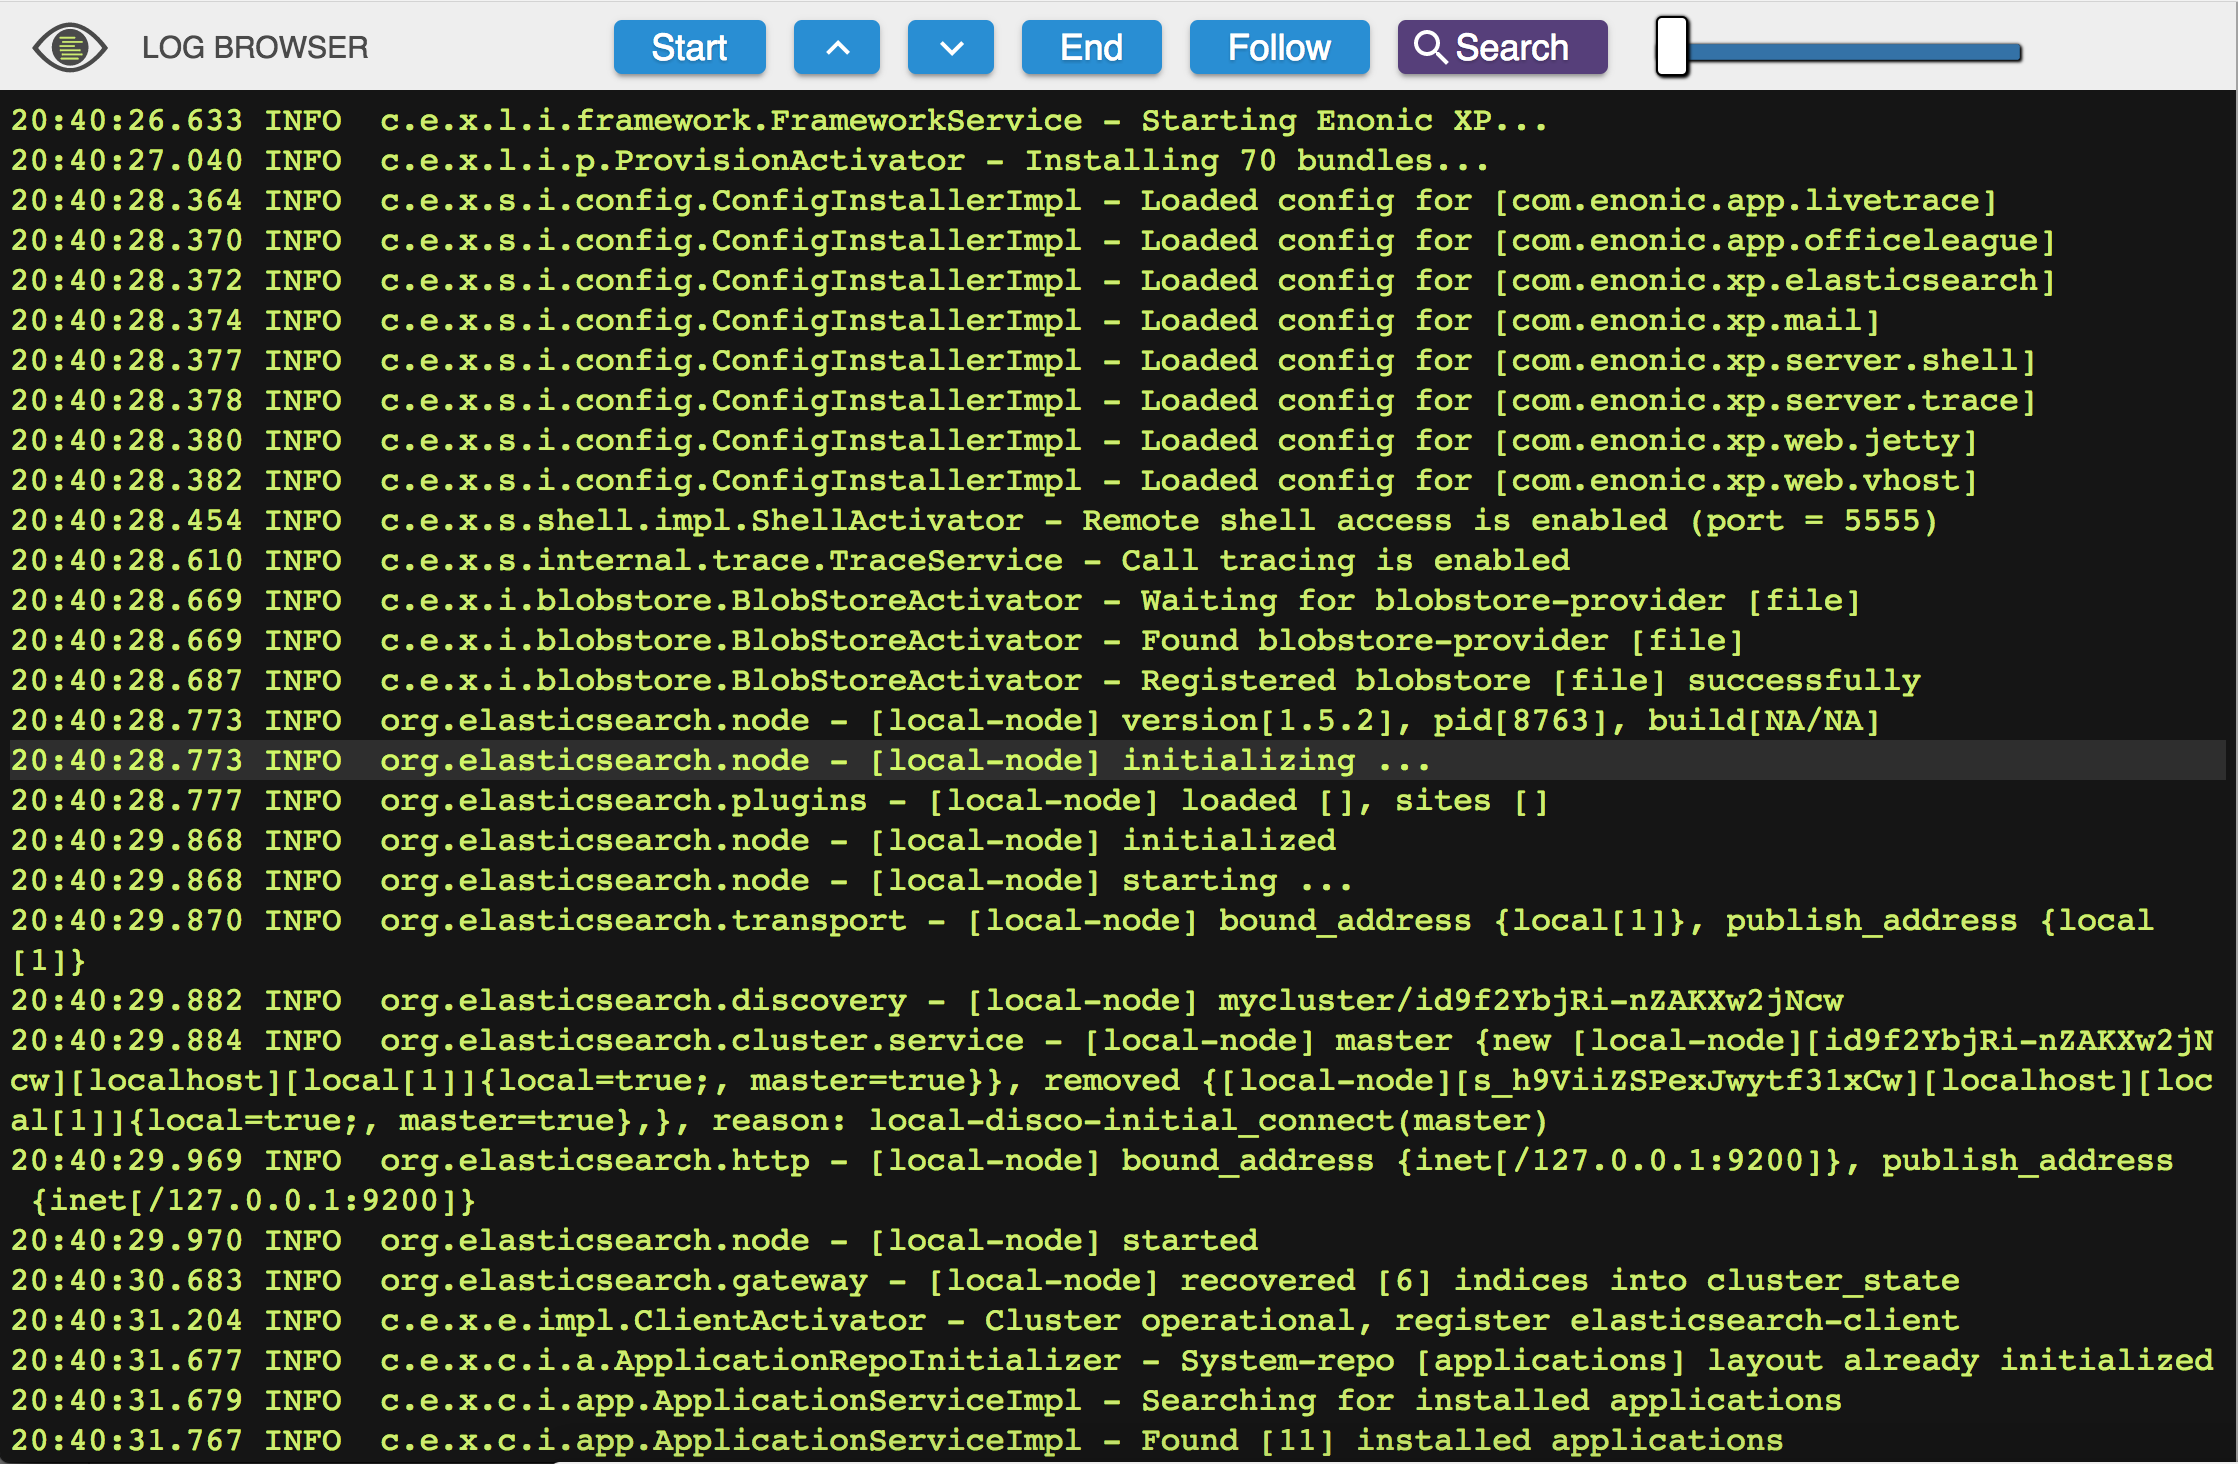 LOG BROWSER Start End Follow Search
20:40:26.633 INFO  c.e.x.l.i.framework.FrameworkService - Starting Enonic XP...
20:40:27.040 INFO  c.e.x.l.i.p.ProvisionActivator - Installing 70 bundles...
20:40:28.364 INFO  c.e.x.s.i.config.ConfigInstallerImpl - Loaded config for [com.enonic.app.livetrace]
20:40:28.370 INFO  c.e.x.s.i.config.ConfigInstallerImpl - Loaded config for [com.enonic.app.officeleague]
20:40:28.372 INFO  c.e.x.s.i.config.ConfigInstallerImpl - Loaded config for [com.enonic.xp.elasticsearch]
20:40:28.374 INFO  c.e.x.s.i.config.ConfigInstallerImpl - Loaded config for [com.enonic.xp.mail]
20:40:28.377 INFO  c.e.x.s.i.config.ConfigInstallerImpl - Loaded config for [com.enonic.xp.server.shell]
20:40:28.378 INFO  c.e.x.s.i.config.ConfigInstallerImpl - Loaded config for [com.enonic.xp.server.trace]
20:40:28.380 INFO  c.e.x.s.i.config.ConfigInstallerImpl - Loaded config for [com.enonic.xp.web.jetty]
20:40:28.382 INFO  c.e.x.s.i.config.ConfigInstallerImpl - Loaded config for [com.enonic.xp.web.vhost]
20:40:28.454 INFO  c.e.x.s.shell.impl.ShellActivator - Remote shell access is enabled (port = 5555)
20:40:28.610 INFO  c.e.x.s.internal.trace.TraceService - Call tracing is enabled
20:40:28.669 INFO  c.e.x.i.blobstore.BlobStoreActivator - Waiting for blobstore-provider [file]
20:40:28.669 INFO  c.e.x.i.blobstore.BlobStoreActivator - Found blobstore-provider [file]
20:40:28.687 INFO  c.e.x.i.blobstore.BlobStoreActivator - Registered blobstore [file] successfully
20:40:28.773 INFO  org.elasticsearch.node - [local-node] version[1.5.2], pid[8763], build[NA/NA]
20:40:28.773 INFO  org.elasticsearch.node - [local-node] initializing ...
20:40:28.777 INFO  org.elasticsearch.plugins - [local-node] loaded [], sites []
20:40:29.868 INFO  org.elasticsearch.node - [local-node] initialized
20:40:29.868 INFO  org.elasticsearch.node - [local-node] starting ...
20:40:29.870 INFO  org.elasticsearch.transport - [local-node] bound_address {local[1]}, publish_address {local
[1]}
20:40:29.882 INFO  org.elasticsearch.discovery - [local-node] mycluster/id9f2YbjRi-nZAKXw2jNcw
20:40:29.884 INFO  org.elasticsearch.cluster.service - [local-node] master {new [local-node][id9f2YbjRi-nZAKXw2jN
cw][localhost][local[1]]{local=true;, master=true}}, removed {[local-node][s_h9ViiZSPexJwytf31xCw][localhost][loc
al[1]]{local=true;, master=true},}, reason: local-disco-initial_connect(master)
20:40:29.969 INFO  org.elasticsearch.http - [local-node] bound_address {inet[/127.0.0.1:9200]}, publish_address
{inet[/127.0.0.1:9200]}
20:40:29.970 INFO  org.elasticsearch.node - [local-node] started
20:40:30.683 INFO  org.elasticsearch.gateway - [local-node] recovered [6] indices into cluster_state
20:40:31.204 INFO  c.e.x.e.impl.ClientActivator - Cluster operational, register elasticsearch-client
20:40:31.677 INFO  c.e.x.c.i.a.ApplicationRepoInitializer - System-repo [applications] layout already initialized
20:40:31.679 INFO  c.e.x.c.i.app.ApplicationServiceImpl - Searching for installed applications
20:40:31.767 INFO  c.e.x.c.i.app.ApplicationServiceImpl - Found [11] installed applications